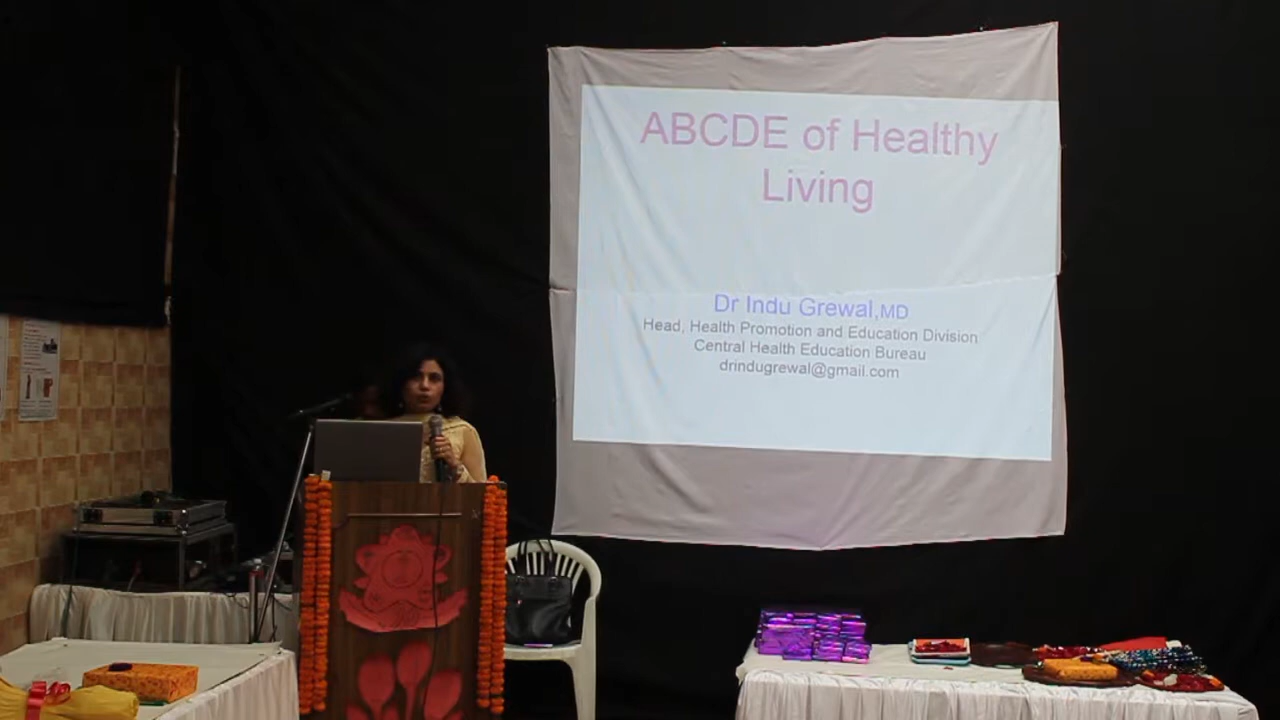 ABCDE of Healthy
Living
Dr Indu Grewal,MD
Head, Health Promotion and Education Division
Central Health Education Bureau
drindugrewal@gmail.com